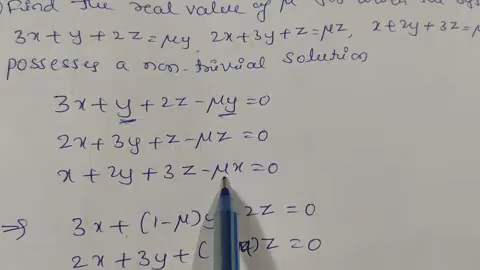 Find the real value of μ for which the
3x + y + 2z = μy, 2x + 3y + z = μz, x + 2y + 3z =
possesses a non-trivial solution
3x + y + 2z - μy = 0
2x + 3y + z - μz = 0
x + 2y + 3z - μx = 0
⇒ 3x + (1-μ) 2z = 0
2x + 3y + ( )z = 0